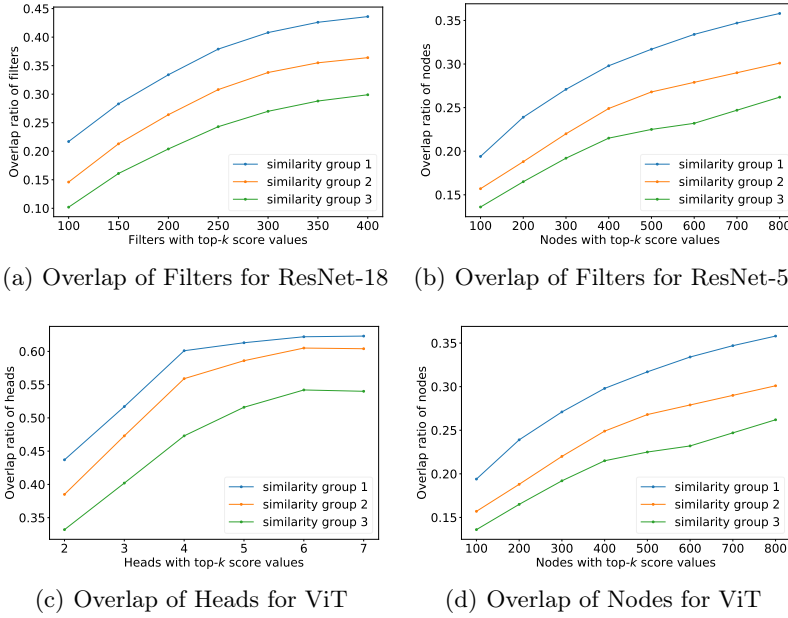 0.45
0.40
0.35
0.30
0.25
0.20
0.15
0.10
Overlap ratio of filters
similarity group 1
similarity group 2
similarity group 3
100 150 200 250 300 350 400
Filters with top-k score values
0.35
0.30
0.25
0.20
0.15
Overlap ratio of nodes
similarity group 1
similarity group 2
similarity group 3
100 200 300 400 500 600 700 800
Nodes with top-k score values
(a) Overlap of Filters for ResNet-18
(b) Overlap of Filters for ResNet-5
0.60
0.55
0.50
0.45
0.40
0.35
Overlap ratio of heads
similarity group 1
similarity group 2
similarity group 3
2 3 4 5 6 7
Heads with top-k score values
0.35
0.30
0.25
0.20
0.15
Overlap ratio of nodes
similarity group 1
similarity group 2
similarity group 3
100 200 300 400 500 600 700 800
Nodes with top-k score values
(c) Overlap of Heads for ViT
(d) Overlap of Nodes for ViT